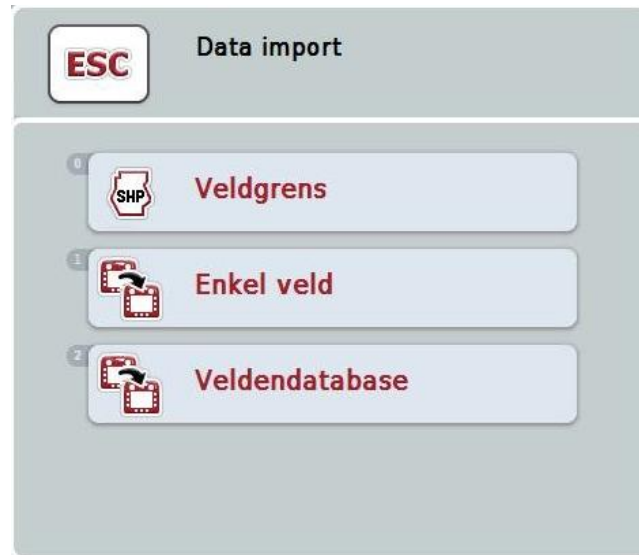 ESC
Data import
0
SHP
Veldgrens
1
Enkel veld
2
Veldendatabase